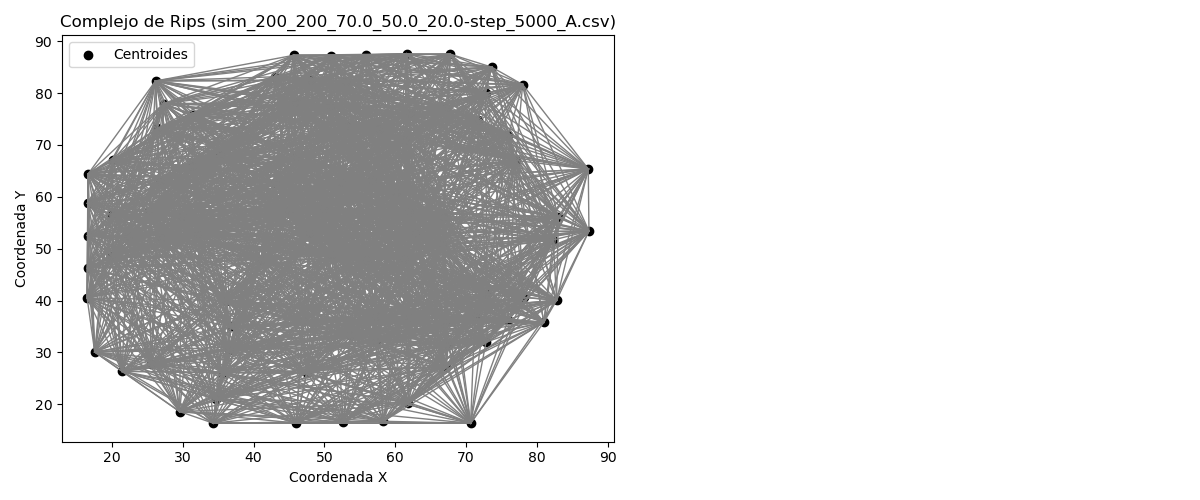 Complejo de Rips (sim_200_200_70.0_50.0_20.0-step_5000_A.csv)
Centroides
90
80
70
60
50
40
30
20
Coordenada Y
20 30 40 50 60 70 80 90
Coordenada X